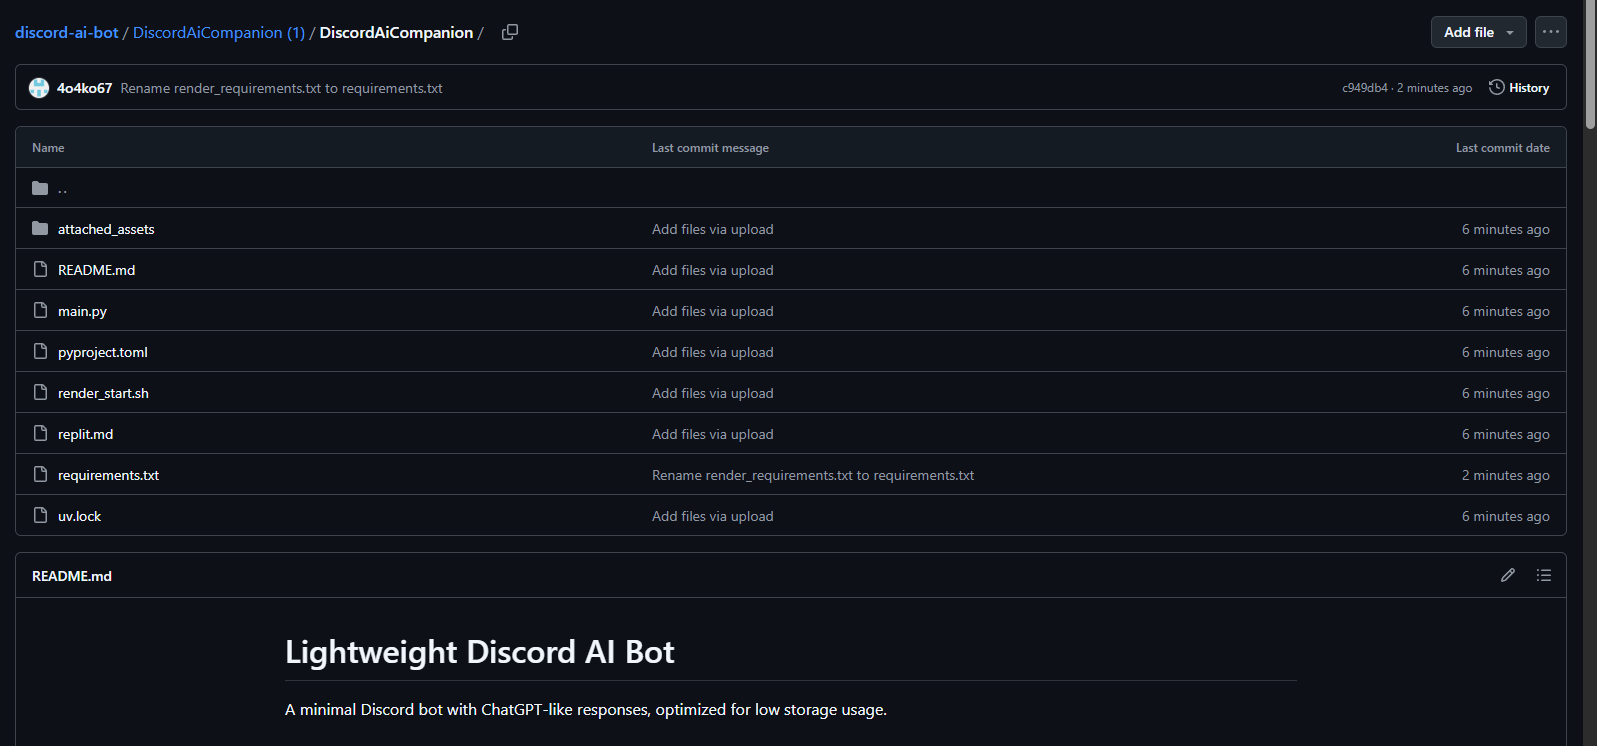 discord-ai-bot / DiscordAiCompanion (1) / DiscordAiCompanion /
Add file
4o4ko67 Rename render_requirements.txt to requirements.txt
c949db4 · 2 minutes ago
History
Name Last commit message Last commit date
..
attached_assets Add files via upload 6 minutes ago
README.md Add files via upload 6 minutes ago
main.py Add files via upload 6 minutes ago
pyproject.toml Add files via upload 6 minutes ago
render_start.sh Add files via upload 6 minutes ago
replit.md Add files via upload 6 minutes ago
requirements.txt Rename render_requirements.txt to requirements.txt 2 minutes ago
uv.lock Add files via upload 6 minutes ago
README.md
Lightweight Discord AI Bot
A minimal Discord bot with ChatGPT-like responses, optimized for low storage usage.